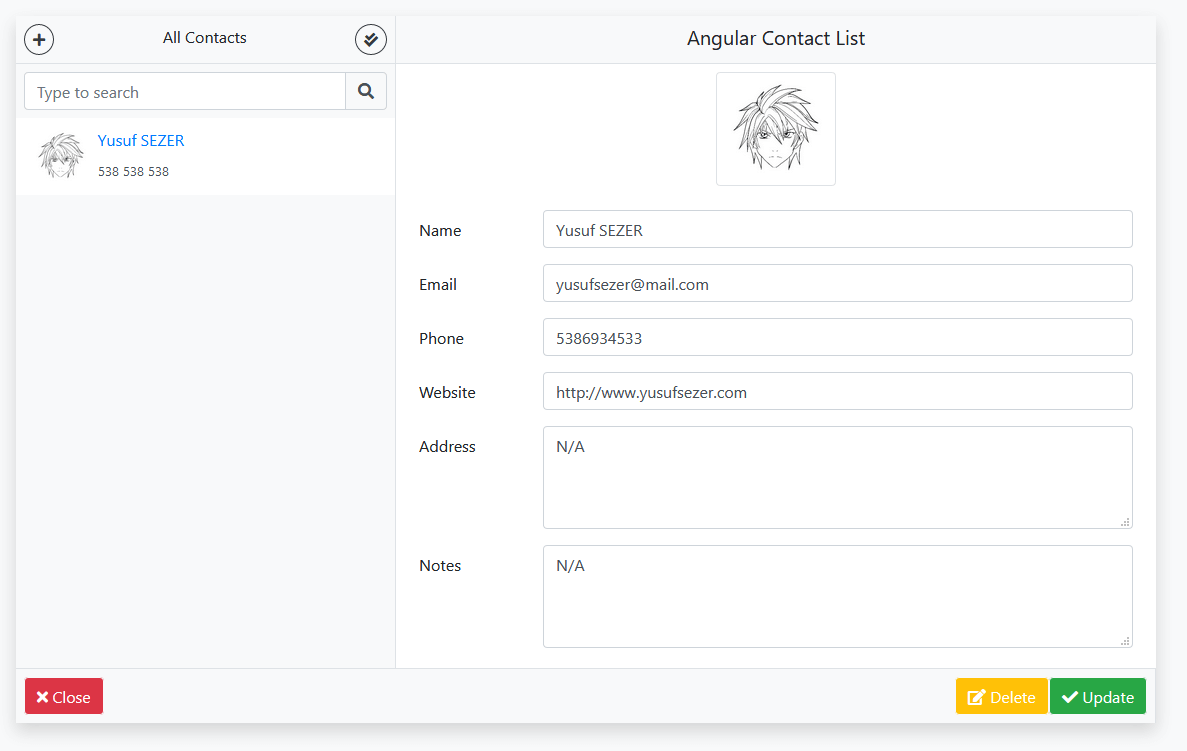 All Contacts
Angular Contact List
Type to search
Yusuf SEZER
538 538 538
Name
Yusuf SEZER
Email
yusufsezer@mail.com
Phone
5386934533
Website
http://www.yusufsezer.com
Address
N/A
Notes
N/A
Close
Delete
Update